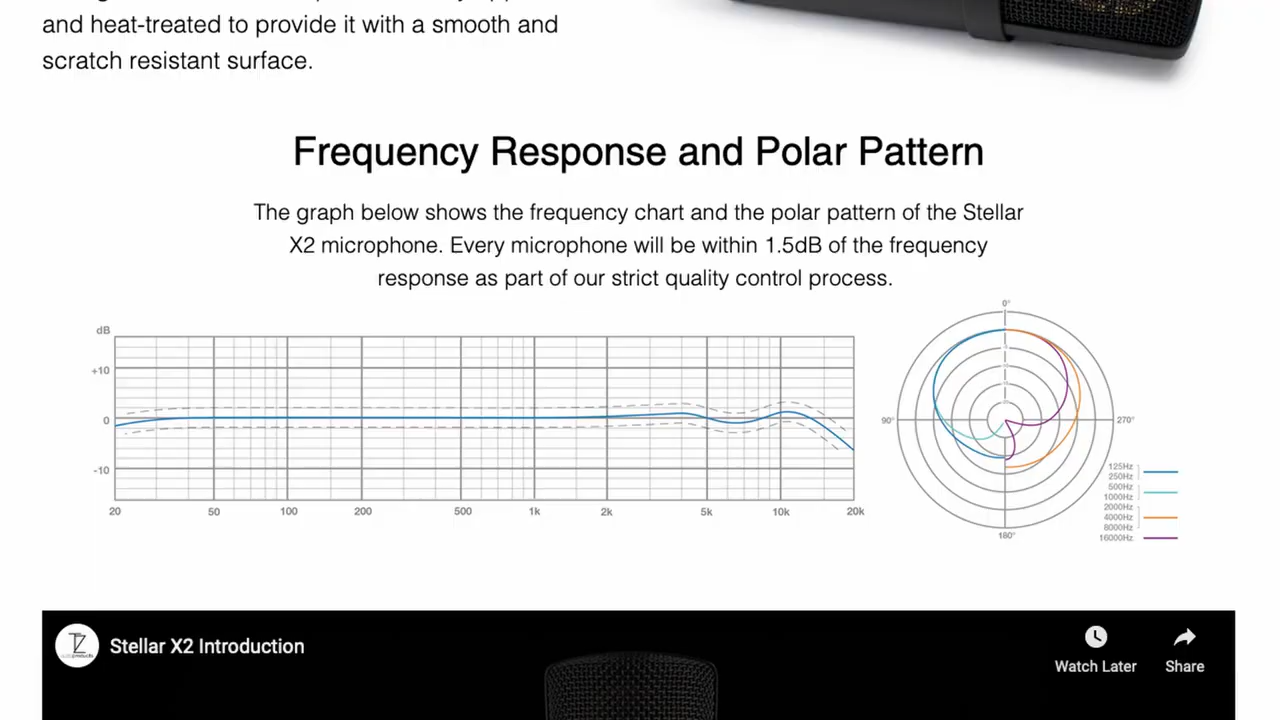 and heat-treated to provide it with a smooth and
scratch resistant surface.
Frequency Response and Polar Pattern
The graph below shows the frequency chart and the polar pattern of the Stellar
X2 microphone. Every microphone will be within 1.5dB of the frequency
response as part of our strict quality control process.
dB
+10
0
-10
20 50 100 200 500 1k 2k 5k 10k 20k
0°
90°
270°
180°
125Hz
250Hz
500Hz
1000Hz
2000Hz
4000Hz
8000Hz
16000Hz
TZ
Stellar X2 Introduction
Watch Later
Share